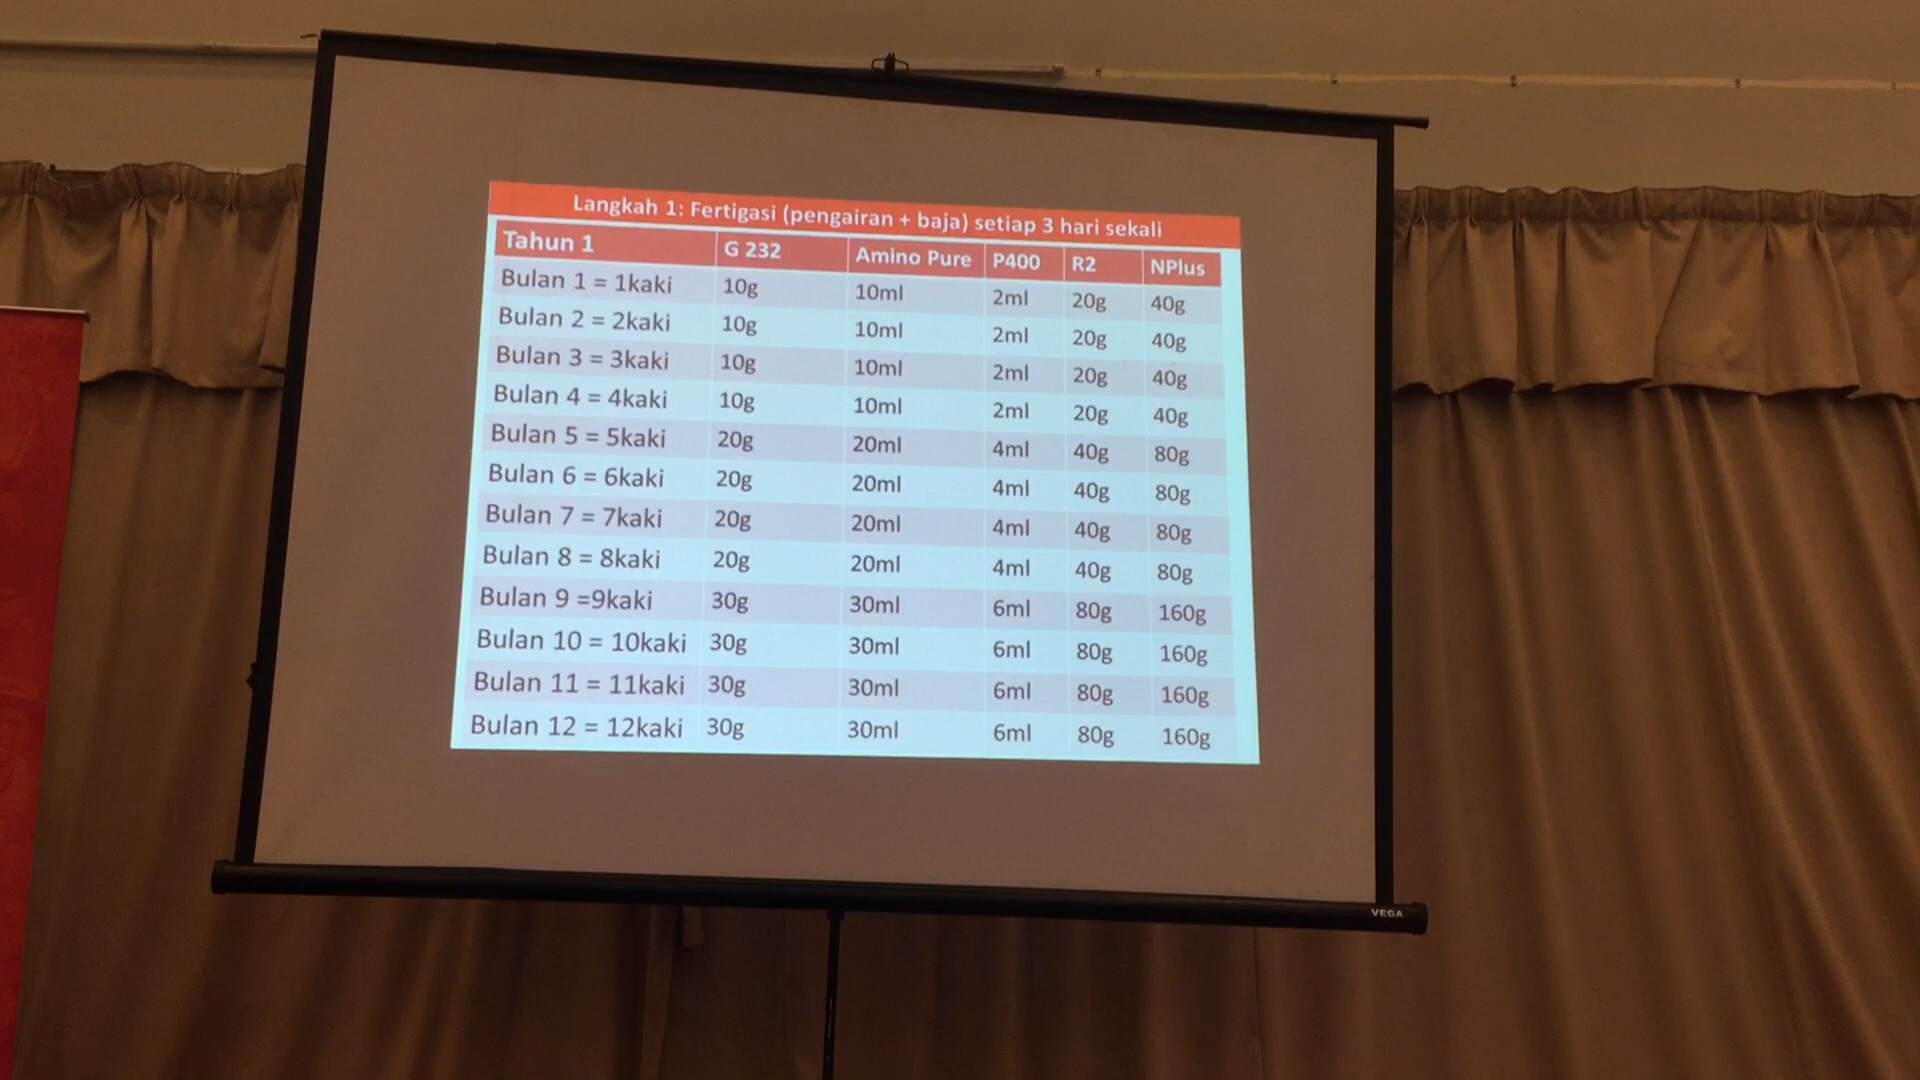 Langkah 1: Fertigasi (pengairan + baja) setiap 3 hari sekali
Tahun 1 G 232 Amino Pure P400 R2 NPlus
Bulan 1 = 1kaki 10g 10ml 2ml 20g 40g
Bulan 2 = 2kaki 10g 10ml 2ml 20g 40g
Bulan 3 = 3kaki 10g 10ml 2ml 20g 40g
Bulan 4 = 4kaki 10g 10ml 2ml 20g 40g
Bulan 5 = 5kaki 20g 20ml 4ml 40g 80g
Bulan 6 = 6kaki 20g 20ml 4ml 40g 80g
Bulan 7 = 7kaki 20g 20ml 4ml 40g 80g
Bulan 8 = 8kaki 20g 20ml 4ml 40g 80g
Bulan 9 =9kaki 30g 30ml 6ml 80g 160g
Bulan 10 = 10kaki 30g 30ml 6ml 80g 160g
Bulan 11 = 11kaki 30g 30ml 6ml 80g 160g
Bulan 12 = 12kaki 30g 30ml 6ml 80g 160g
VEGA